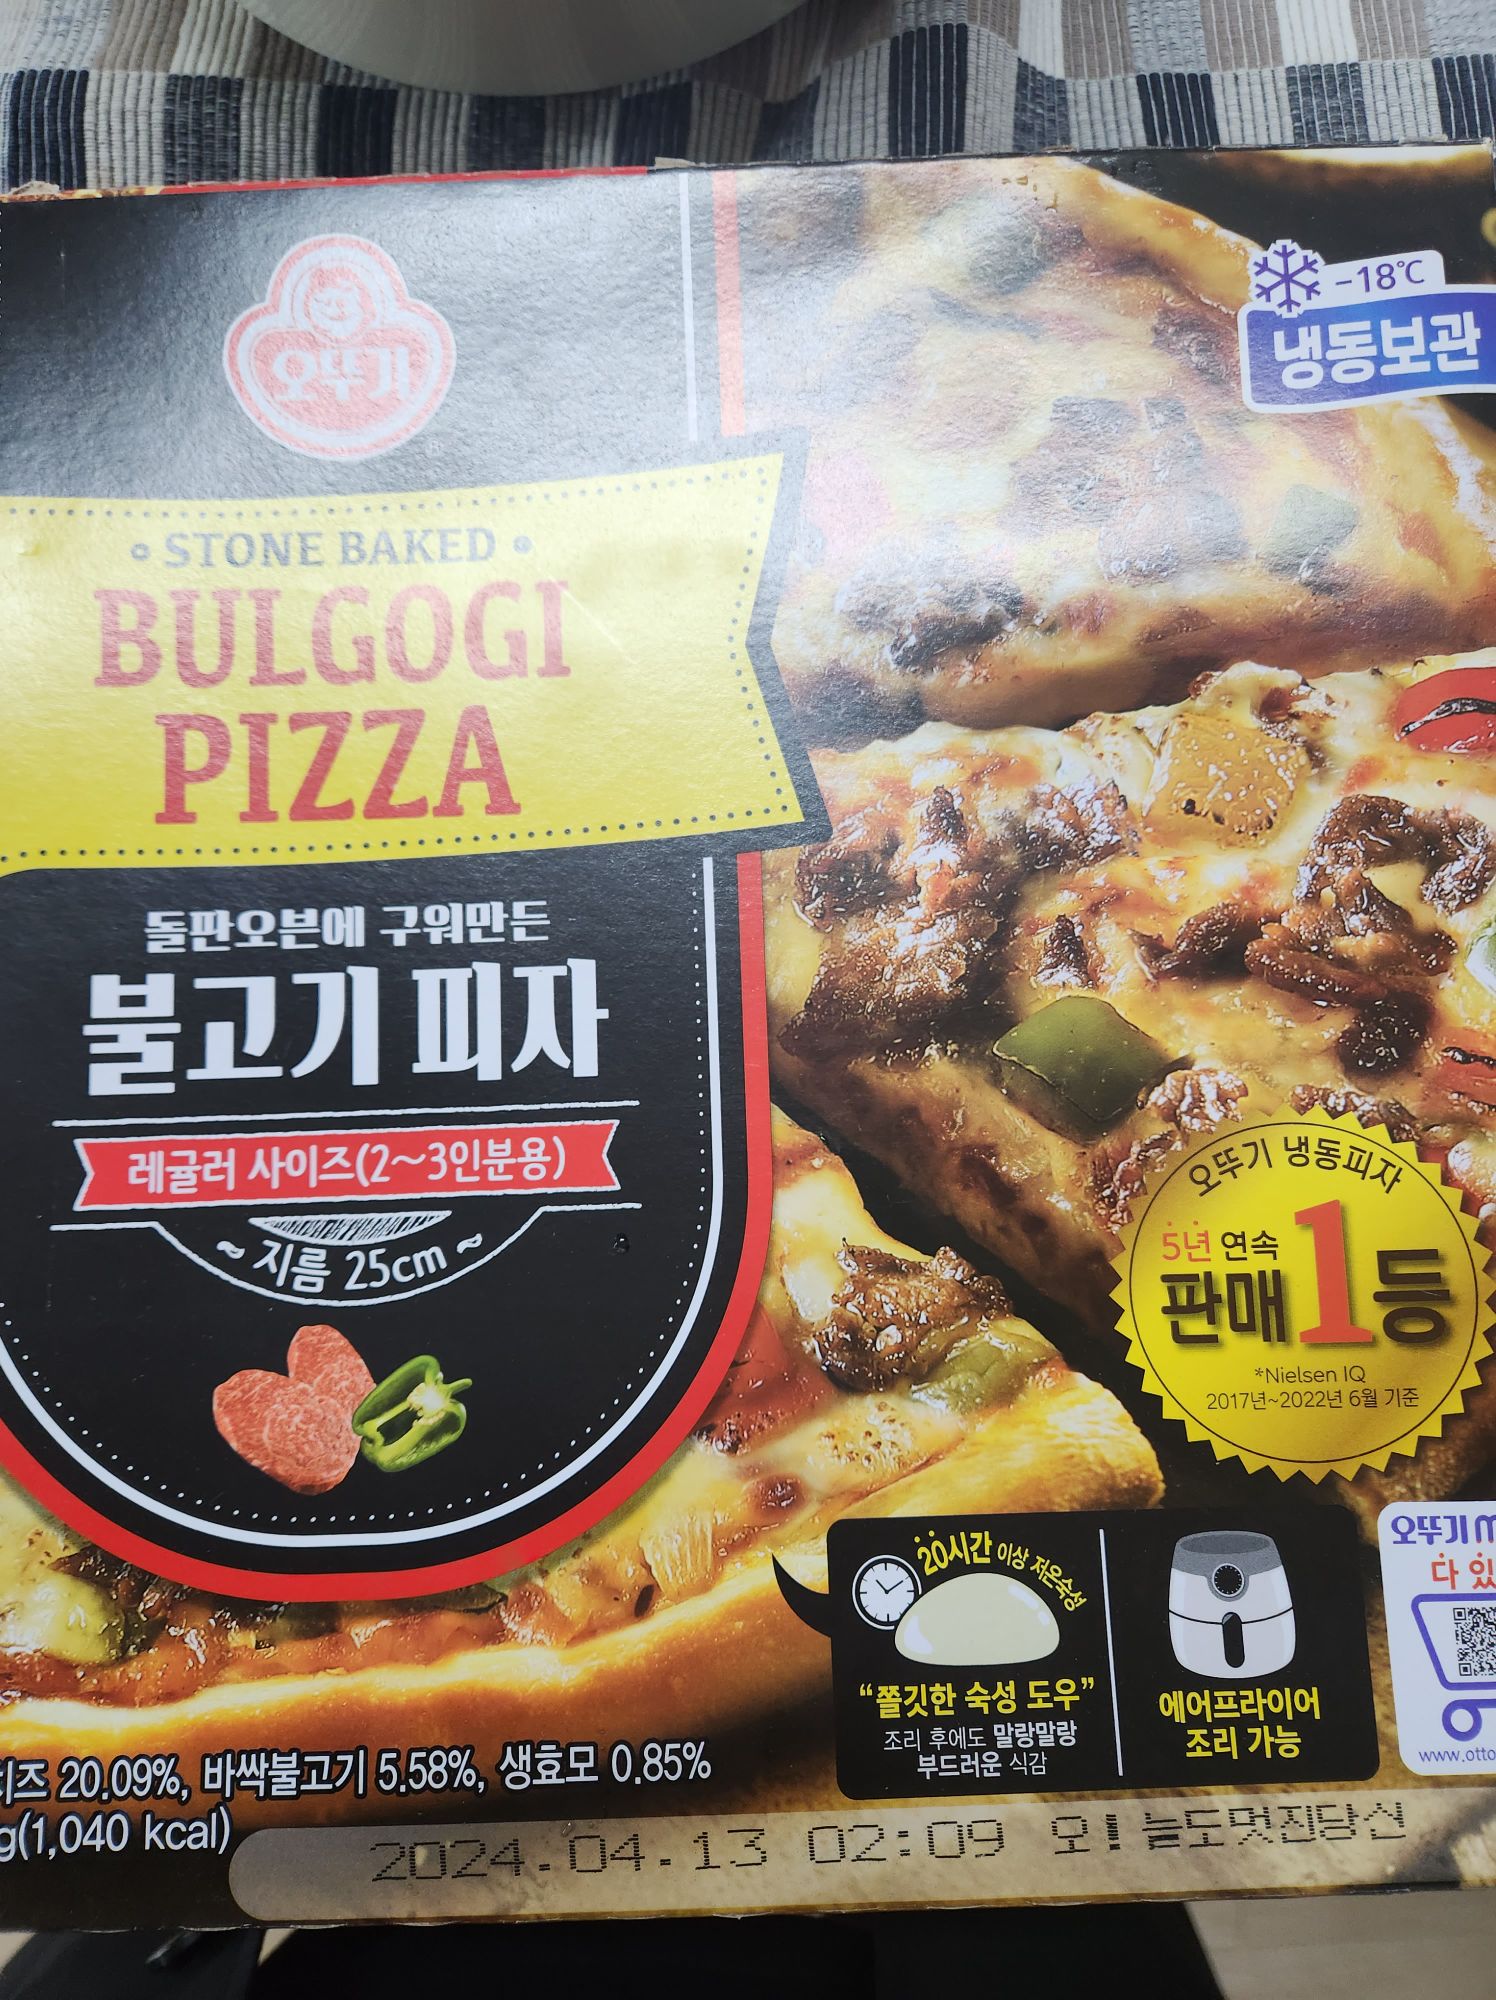 오뚜기
-18℃
냉동보관
STONE BAKED
BULGOGI
PIZZA
돌판오븐에 구워만든
불고기 피자
레귤러 사이즈(2~3인분용)
~ 지름 25cm ~
오뚜기 냉동피자
5년 연속
판매 1등
*Nielsen IQ
2017년~2022년 6월 기준
20시간 이상 저온숙성
“쫄깃한 숙성 도우”
조리 후에도 말랑말랑
부드러운 식감
에어프라이어
조리 가능
오뚜기 m
다 있
www.otto
20.09%, 바싹불고기 5.58%, 생효모 0.85%
g(1,040 kcal)
2024.04.13 02:09 오!늘도멋진당신